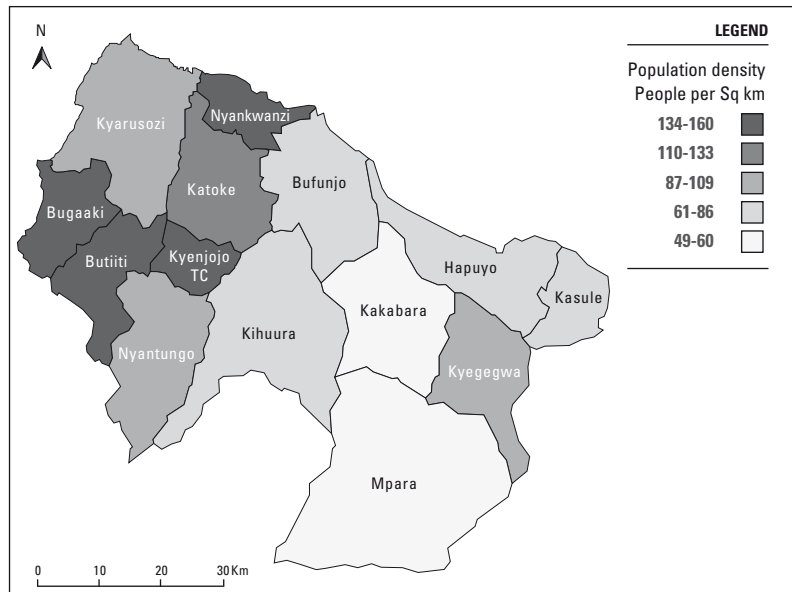 N
LEGEND
Population density
People per Sq km
134-160
110-133
87-109
61-86
49-60
Nyankwanzi
Kyarusozi
Katoke
Bufunjo
Bugaaki
Butiiti
Kyenjojo
TC
Hapuyo
Kasule
Kakabara
Kihuura
Nyantungo
Kyegegwa
Mpara
0 10 20 30 Km